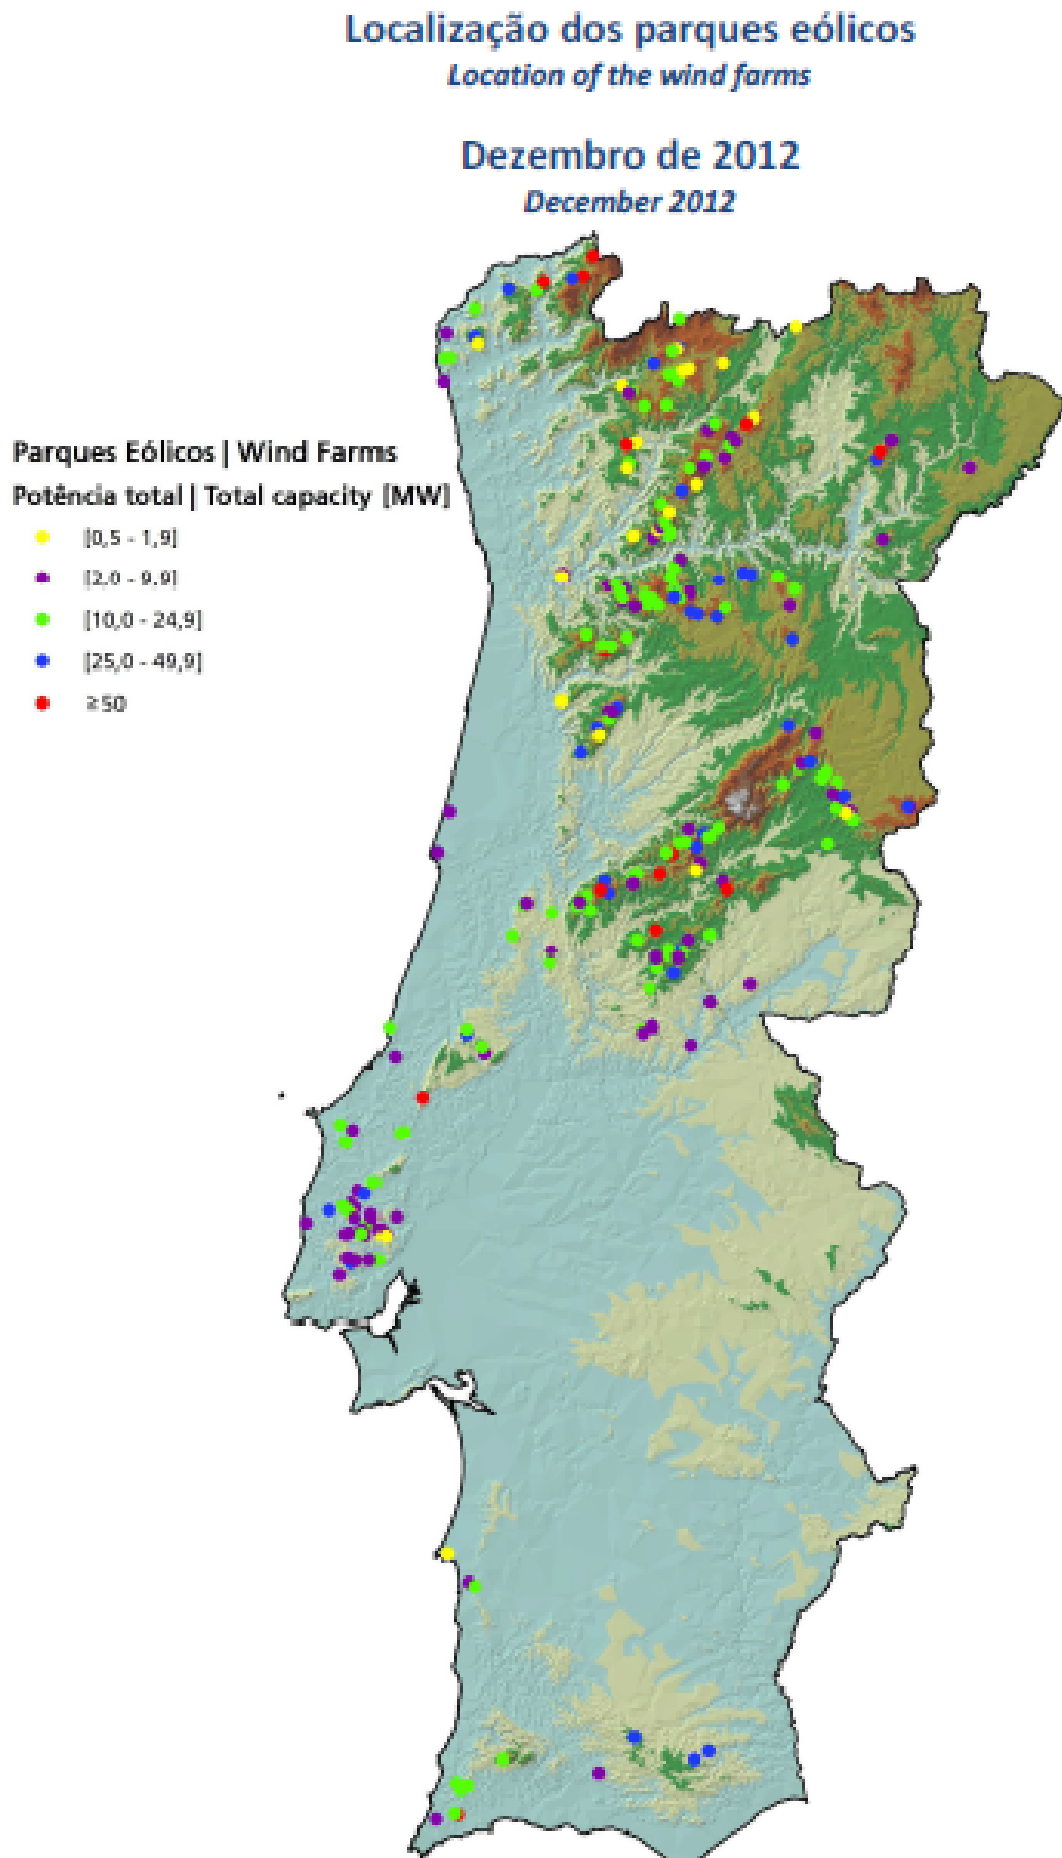 Localização dos parques eólicos
Location of the wind farms
Dezembro de 2012
December 2012
Parques Eólicos | Wind Farms
Potência total | Total capacity [MW]
[0,5 - 1,9]
[2,0 - 9,9]
[10,0 - 24,9]
[25,0 - 49,9]
≥50